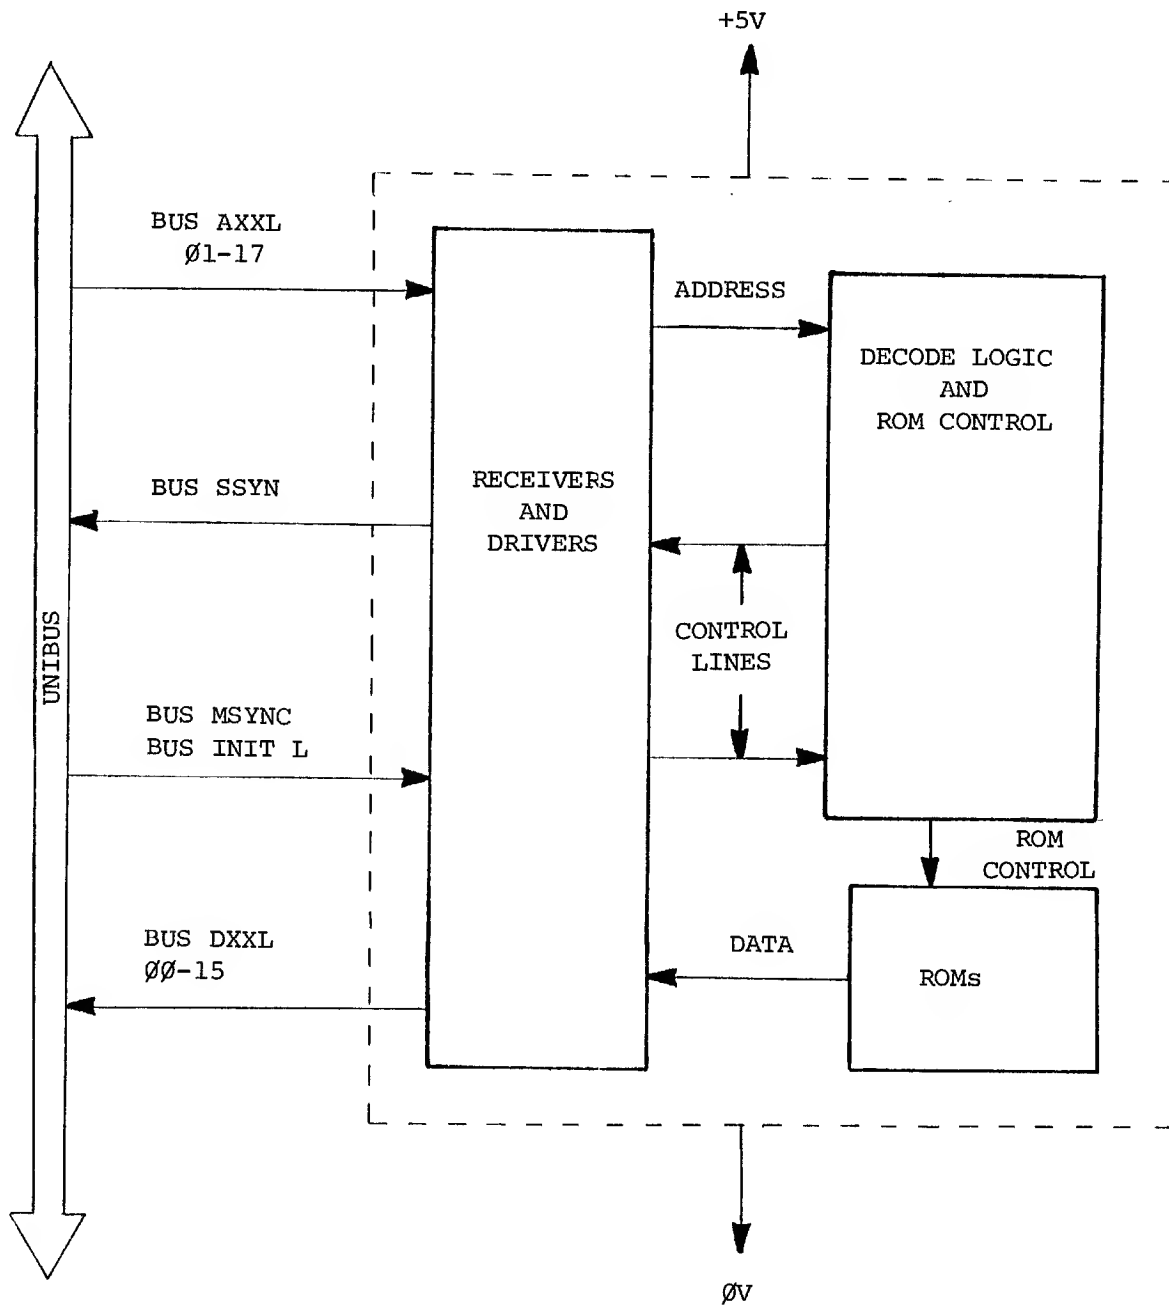 +5V
BUS AXXL
Ø1-17
ADDRESS
DECODE LOGIC
AND
ROM CONTROL
BUS SSYN
RECEIVERS
AND
DRIVERS
UNIBUS
CONTROL
LINES
BUS MSYNC
BUS INIT L
ROM
CONTROL
BUS DXXL
ØØ-15
DATA
ROMs
ØV